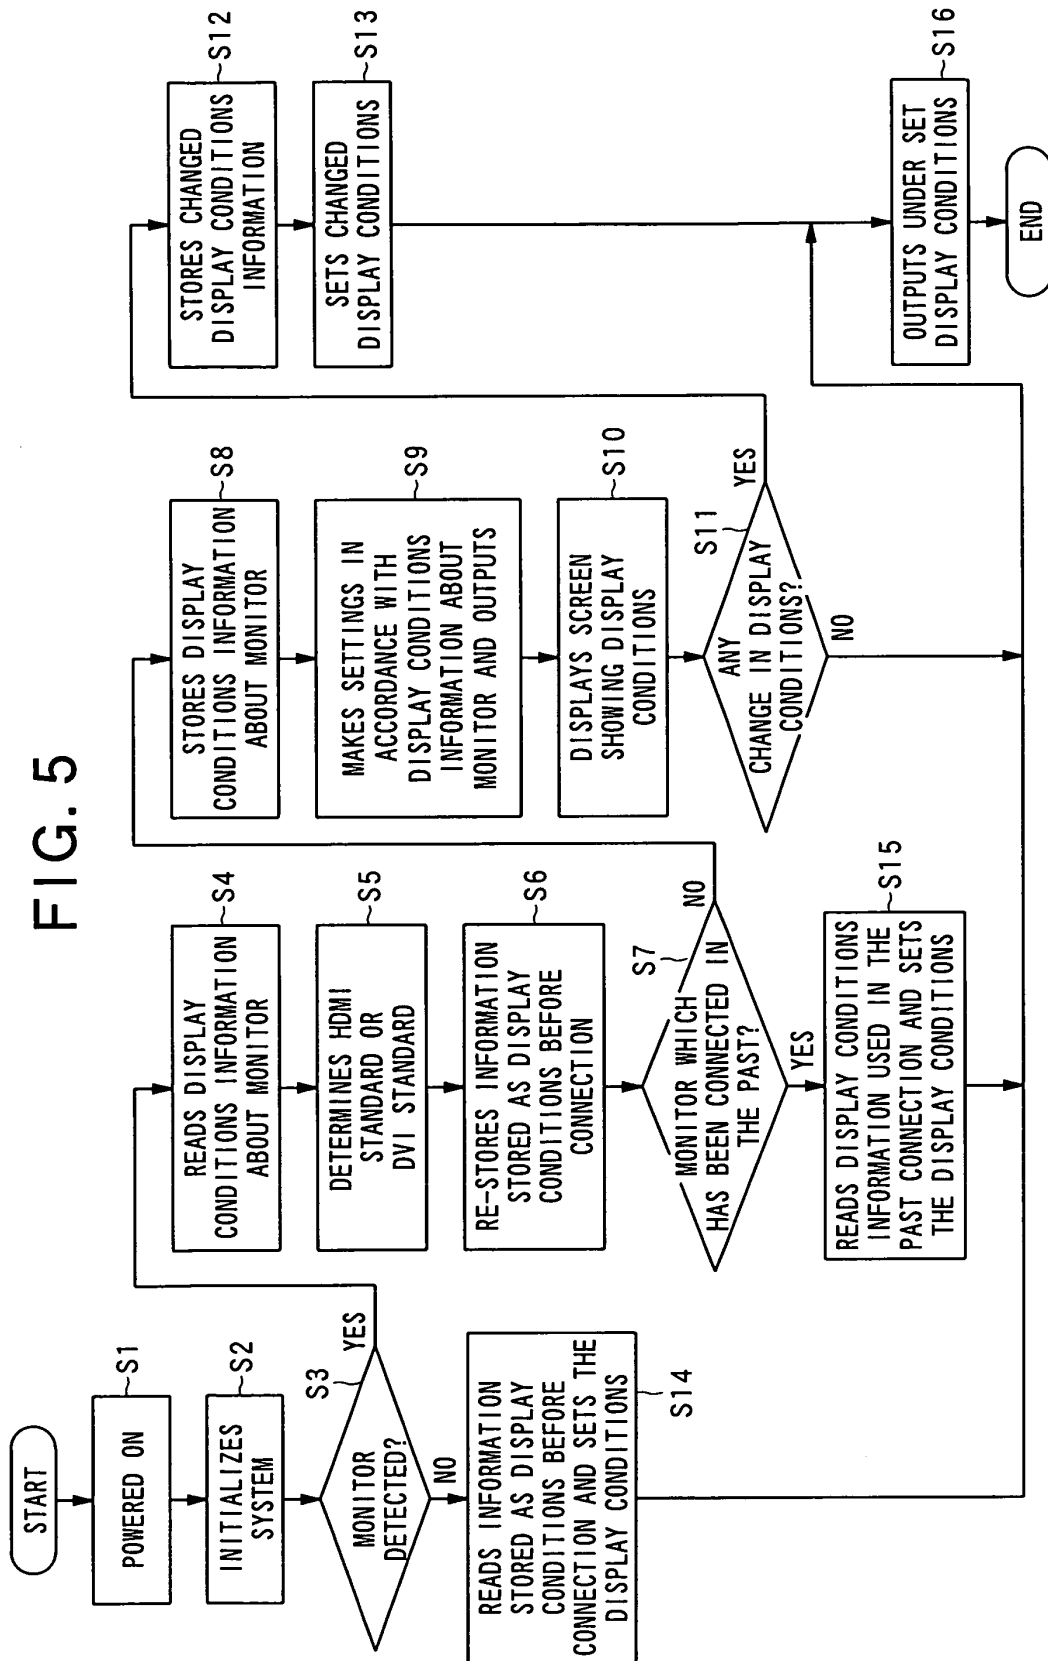 FIG. 5
START
POWERED ON
S1
INITIALIZES
SYSTEM
S2
MONITOR
DETECTED?
S3
YES
NO
READS INFORMATION
STORED AS DISPLAY
CONDITIONS BEFORE
CONNECTION AND SETS THE
DISPLAY CONDITIONS
S14
READS DISPLAY
CONDITIONS INFORMATION
ABOUT MONITOR
S4
DETERMINES HDMI
STANDARD OR
DVI STANDARD
S5
RE-STORES INFORMATION
STORED AS DISPLAY
CONDITIONS BEFORE
CONNECTION
S6
MONITOR WHICH
HAS BEEN CONNECTED IN
THE PAST?
S7
NO
YES
READS DISPLAY CONDITIONS
INFORMATION USED IN THE
PAST CONNECTION AND SETS
THE DISPLAY CONDITIONS
S15
STORES DISPLAY
CONDITIONS INFORMATION
ABOUT MONITOR
S8
MAKES SETTINGS IN
ACCORDANCE WITH
DISPLAY CONDITIONS
INFORMATION ABOUT
MONITOR AND OUTPUTS
S9
DISPLAYS SCREEN
SHOWING DISPLAY
CONDITIONS
S10
ANY
CHANGE IN DISPLAY
CONDITIONS?
S11
YES
NO
STORES CHANGED
DISPLAY CONDITIONS
INFORMATION
S12
SETS CHANGED
DISPLAY CONDITIONS
S13
OUTPUTS UNDER SET
DISPLAY CONDITIONS
S16
END